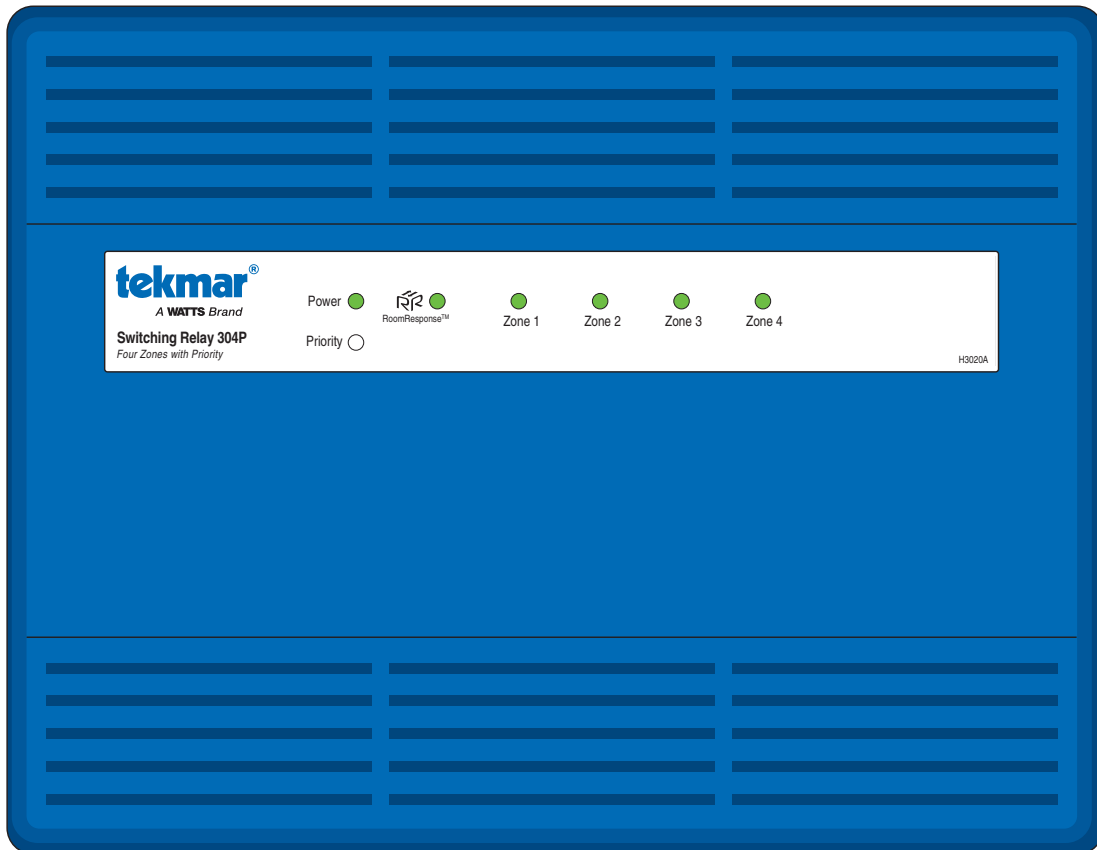 tekmar®
A WATTS Brand
Switching Relay 304P
Four Zones with Priority
Power
RoomResponse™
Zone 1
Zone 2
Zone 3
Zone 4
Priority
H3020A